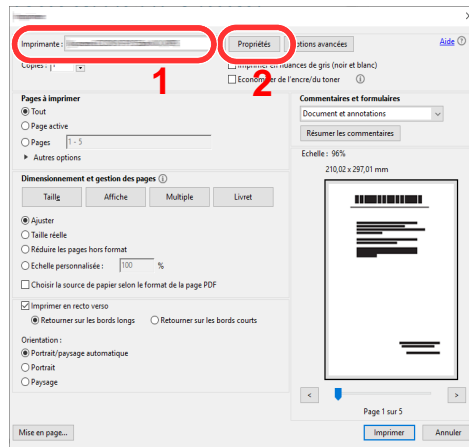 Imprimante :
Propriétés
options avancées
Aide
1
2
Copies :
Imprimer en nuances de gris (noir et blanc)
Economiser de l'encre/du toner
Pages à imprimer
Tout
Page active
Pages 1 - 5
Autres options
Commentaires et formulaires
Document et annotations
Résumer les commentaires
Echelle : 96%
210,02 x 297,01 mm
Dimensionnement et gestion des pages
Taille
Affiche
Multiple
Livret
Ajuster
Taille réelle
Réduire les pages hors format
Echelle personnalisée : 100 %
Choisir la source de papier selon le format de la page PDF
Imprimer en recto verso
Retourner sur les bords longs
Retourner sur les bords courts
Orientation :
Portrait/paysage automatique
Portrait
Paysage
< >
Page 1 sur 5
Mise en page...
Imprimer
Annuler